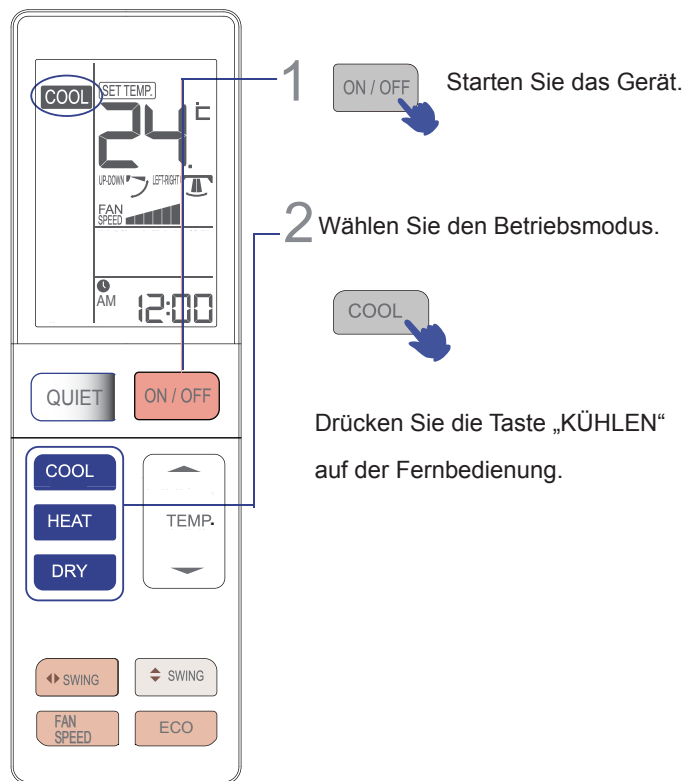 COOL
SET TEMP.
24.
°C
UP-DOWN
LEFT-RIGHT
FAN
SPEED
AM
12:00
QUIET
ON / OFF
COOL
HEAT
DRY
TEMP.
SWING
SWING
FAN
SPEED
ECO
1
ON / OFF
Starten Sie das Gerät.
2
Wählen Sie den Betriebsmodus.
COOL
Drücken Sie die Taste „KÜHLEN“
auf der Fernbedienung.